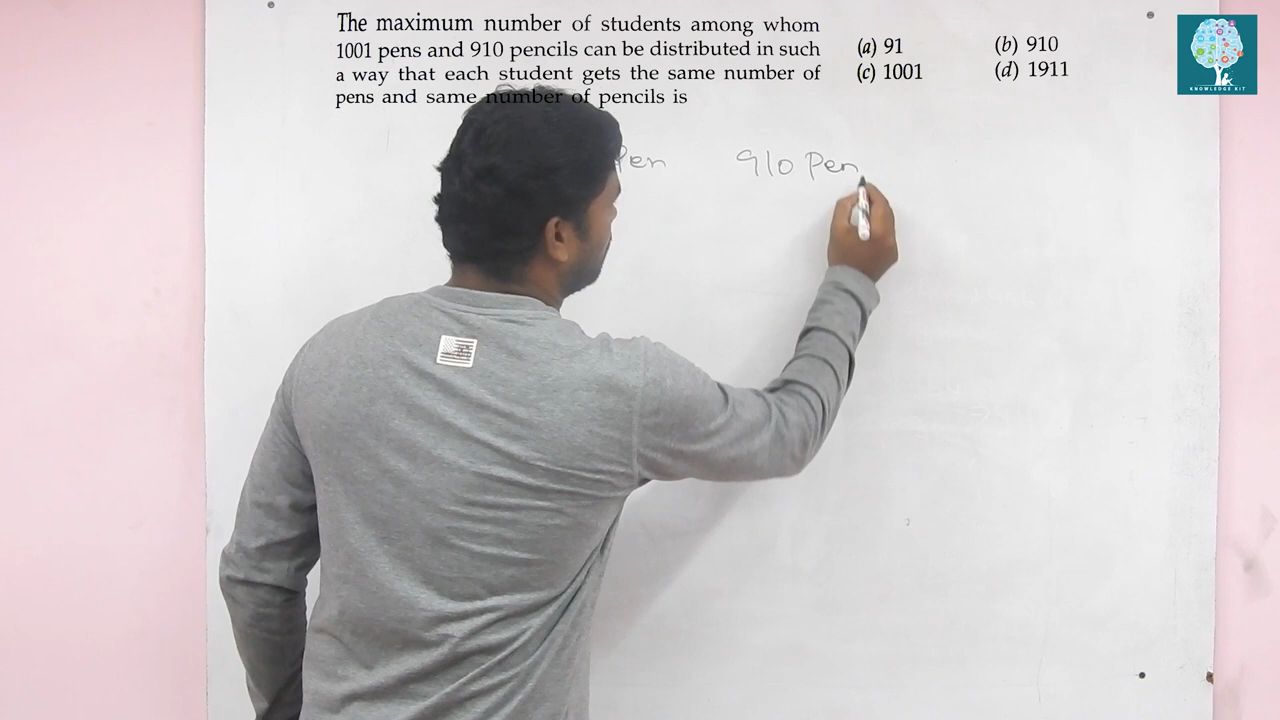 The maximum number of students among whom
1001 pens and 910 pencils can be distributed in such
a way that each student gets the same number of
pens and same number of pencils is
(a) 91 (b) 910
(c) 1001 (d) 1911
KNOWLEDGE KIT
Pen 910 Pen